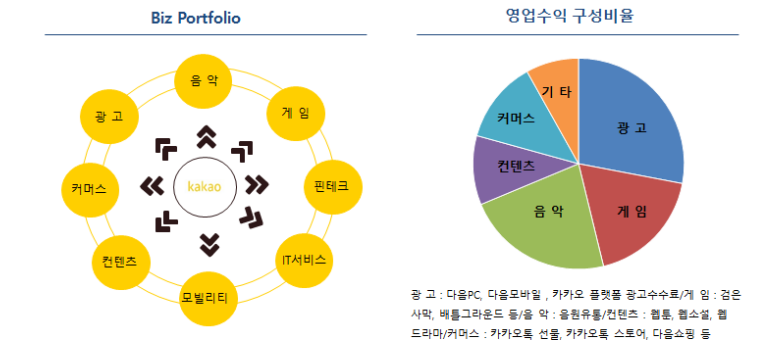 Biz Portfolio
음 악
게 임
핀테크
IT서비스
모빌리티
컨텐츠
커머스
광 고
kakao
영업수익 구성비율
광 고
게 임
음 악
컨텐츠
커머스
기 타
광 고 : 다음PC, 다음모바일 , 카카오 플랫폼 광고수수료/게 임 : 검은
사막, 배틀그라운드 등/음 악 : 음원유통/컨텐츠 : 웹툰, 웹소설, 웹
드라마/커머스 : 카카오톡 선물, 카카오톡 스토어, 다음쇼핑 등